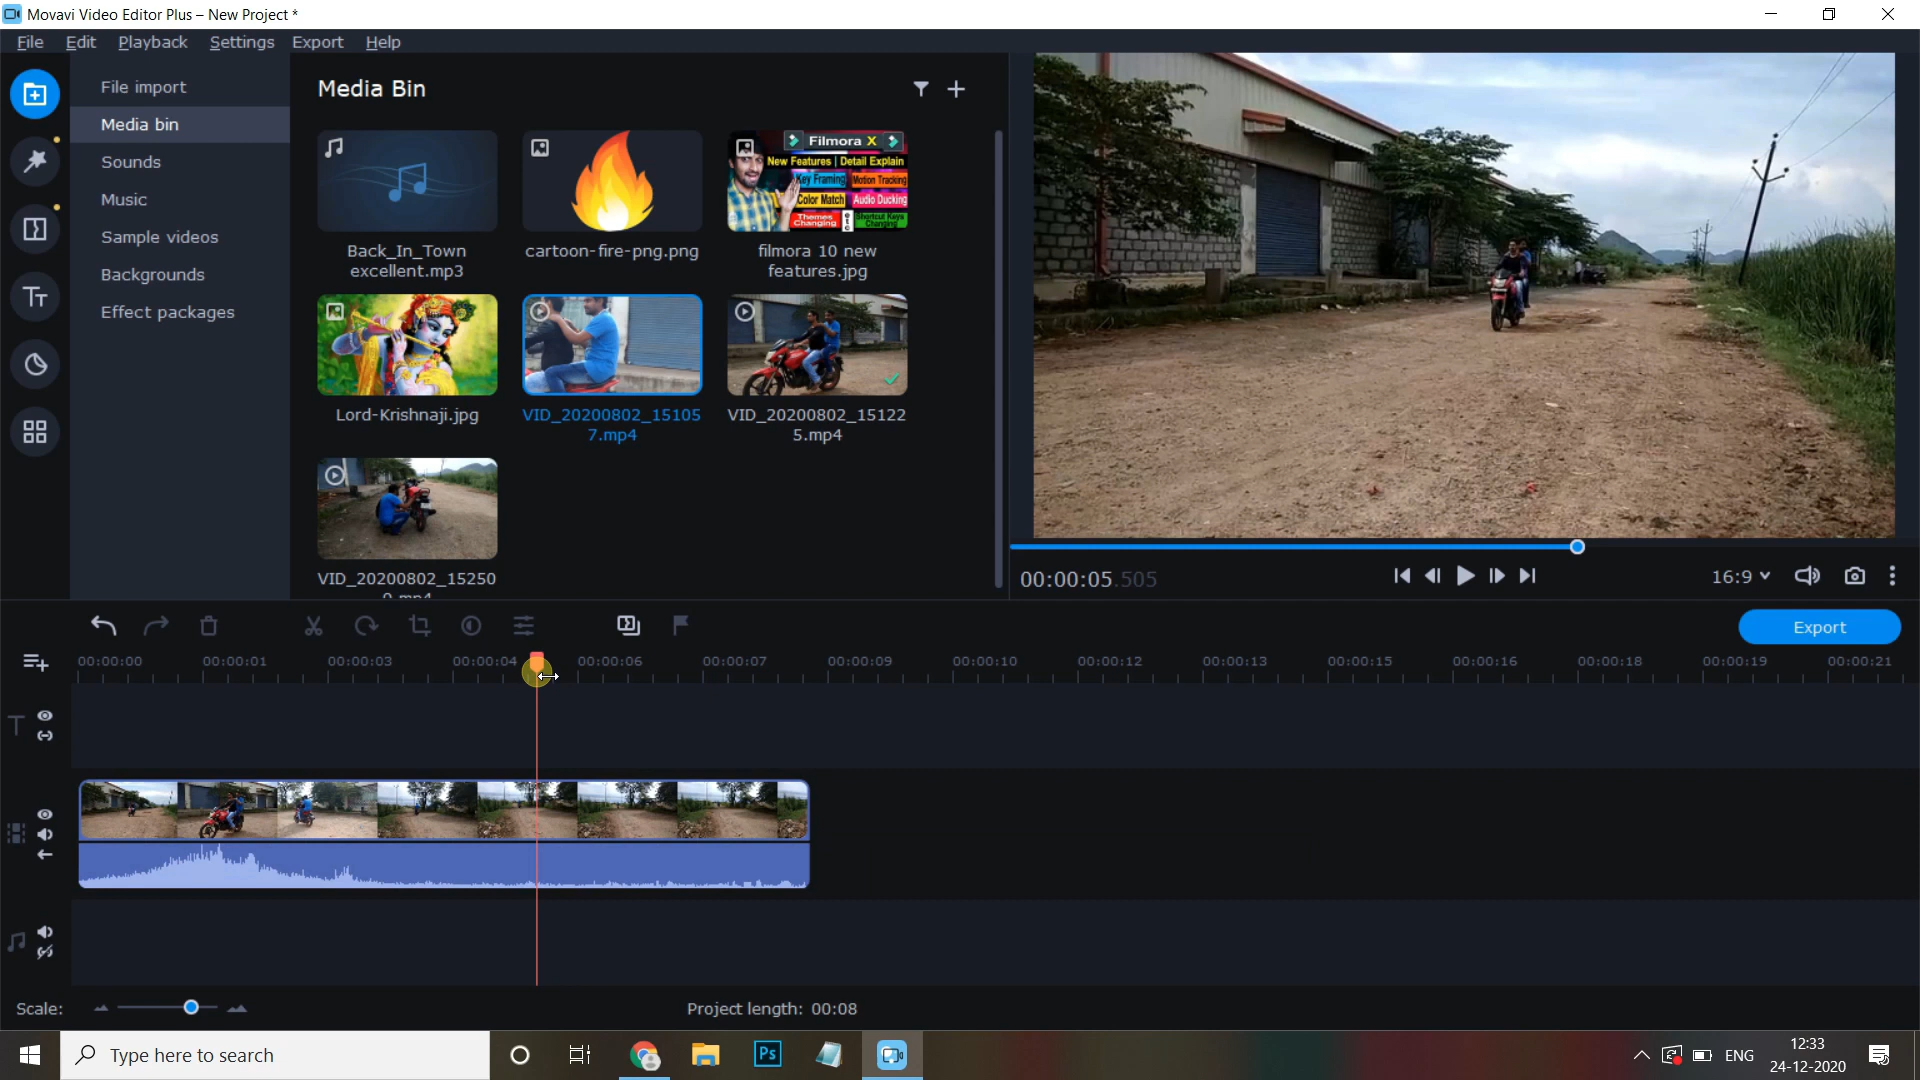 Movavi Video Editor Plus – New Project *
File Edit Playback Settings Export Help
File import
Media bin
Sounds
Music
Sample videos
Backgrounds
Effect packages
Media Bin
Back_In_Town
excellent.mp3
cartoon-fire-png.png
Filmora X
New Features | Detail Explain
Key Framing Motion Tracking
Color Match Audio Ducking
Themes
Changing
etc
Shortcut Keys
Changing
filmora 10 new
features.jpg
Lord-Krishnaji.jpg
VID_20200802_15105
7.mp4
VID_20200802_15122
5.mp4
VID_20200802_15250
00:00:05.505
16:9
Export
00:00:00 00:00:01 00:00:03 00:00:04 00:00:06 00:00:07 00:00:09 00:00:10 00:00:12 00:00:13 00:00:15 00:00:16 00:00:18 00:00:19 00:00:21
T
Scale:
Project length: 00:08
Type here to search
Ps
ENG
12:33
24-12-2020